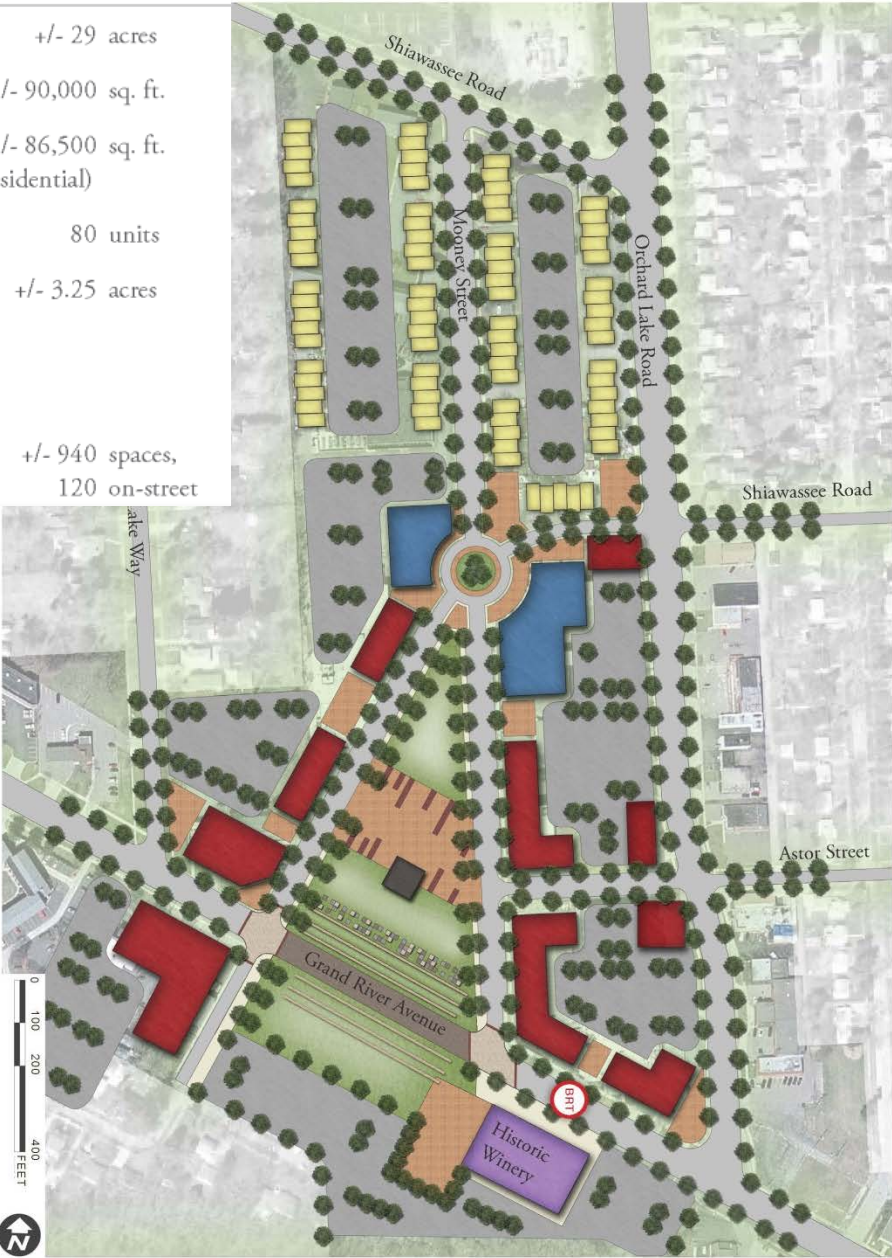 +/- 29 acres
/- 90,000 sq. ft.
/- 86,500 sq. ft.
sidential)
80 units
+/- 3.25 acres
+/- 940 spaces,
120 on-street
Shiawassee Road
Mooney Street
Orchard Lake Road
Shiawassee Road
ake Way
Astor Street
Grand River Avenue
BRT
Historic
Winery
0 100 200 400
FEET
N